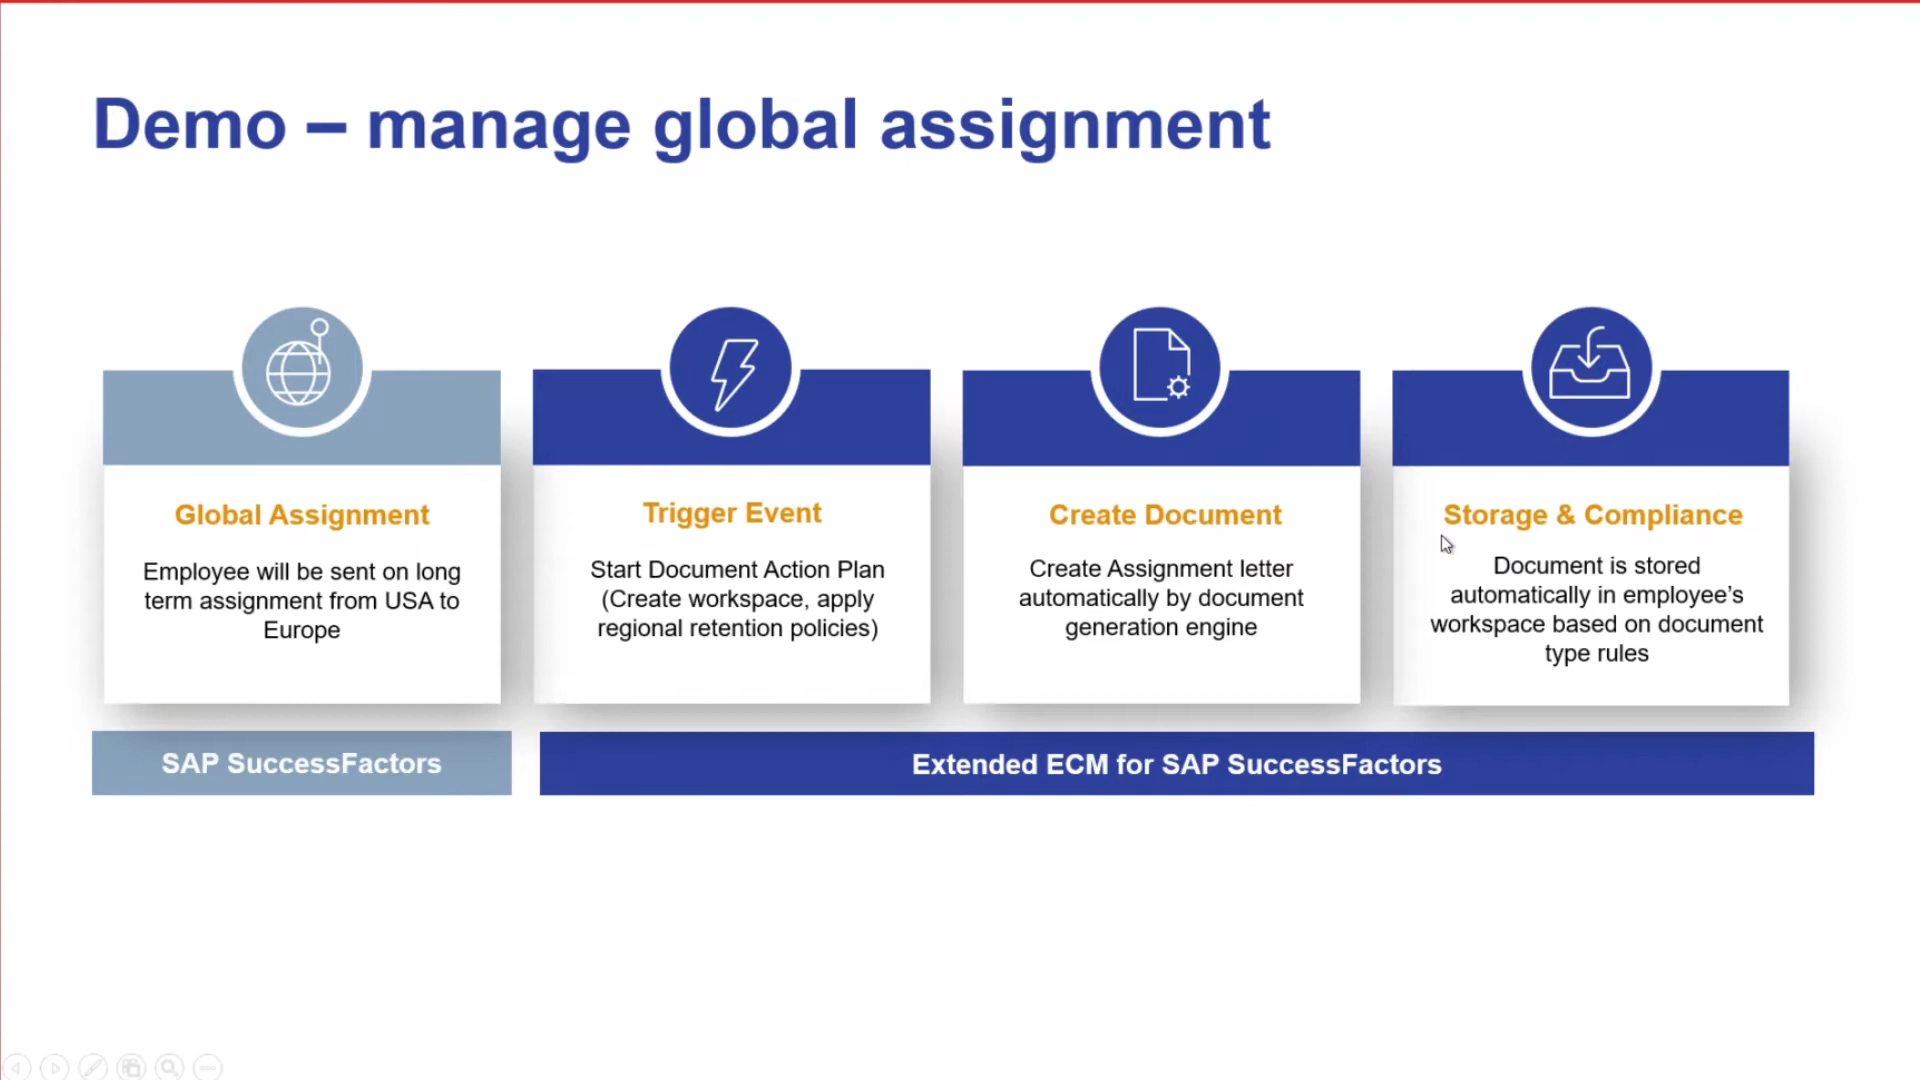 Demo – manage global assignment
Global Assignment
Employee will be sent on long
term assignment from USA to
Europe
Trigger Event
Start Document Action Plan
(Create workspace, apply
regional retention policies)
Create Document
Create Assignment letter
automatically by document
generation engine
Storage & Compliance
Document is stored
automatically in employee’s
workspace based on document
type rules
SAP SuccessFactors
Extended ECM for SAP SuccessFactors